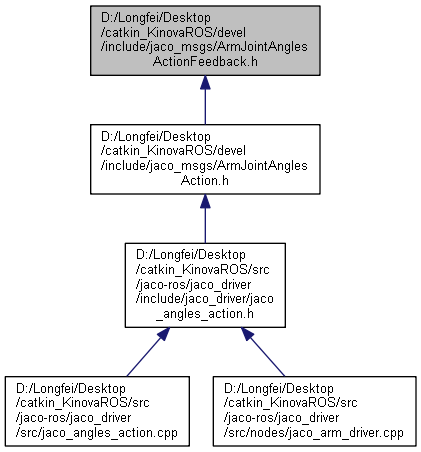 D:/Longfei/Desktop
/catkin_KinovaROS/devel
/include/jaco_msgs/ArmJointAngles
ActionFeedback.h
D:/Longfei/Desktop
/catkin_KinovaROS/devel
/include/jaco_msgs/ArmJointAngles
Action.h
D:/Longfei/Desktop
/catkin_KinovaROS/src
/jaco-ros/jaco_driver
/include/jaco_driver/jaco
_angles_action.h
D:/Longfei/Desktop
/catkin_KinovaROS/src
/jaco-ros/jaco_driver
/src/jaco_angles_action.cpp
D:/Longfei/Desktop
/catkin_KinovaROS/src
/jaco-ros/jaco_driver
/src/nodes/jaco_arm_driver.cpp